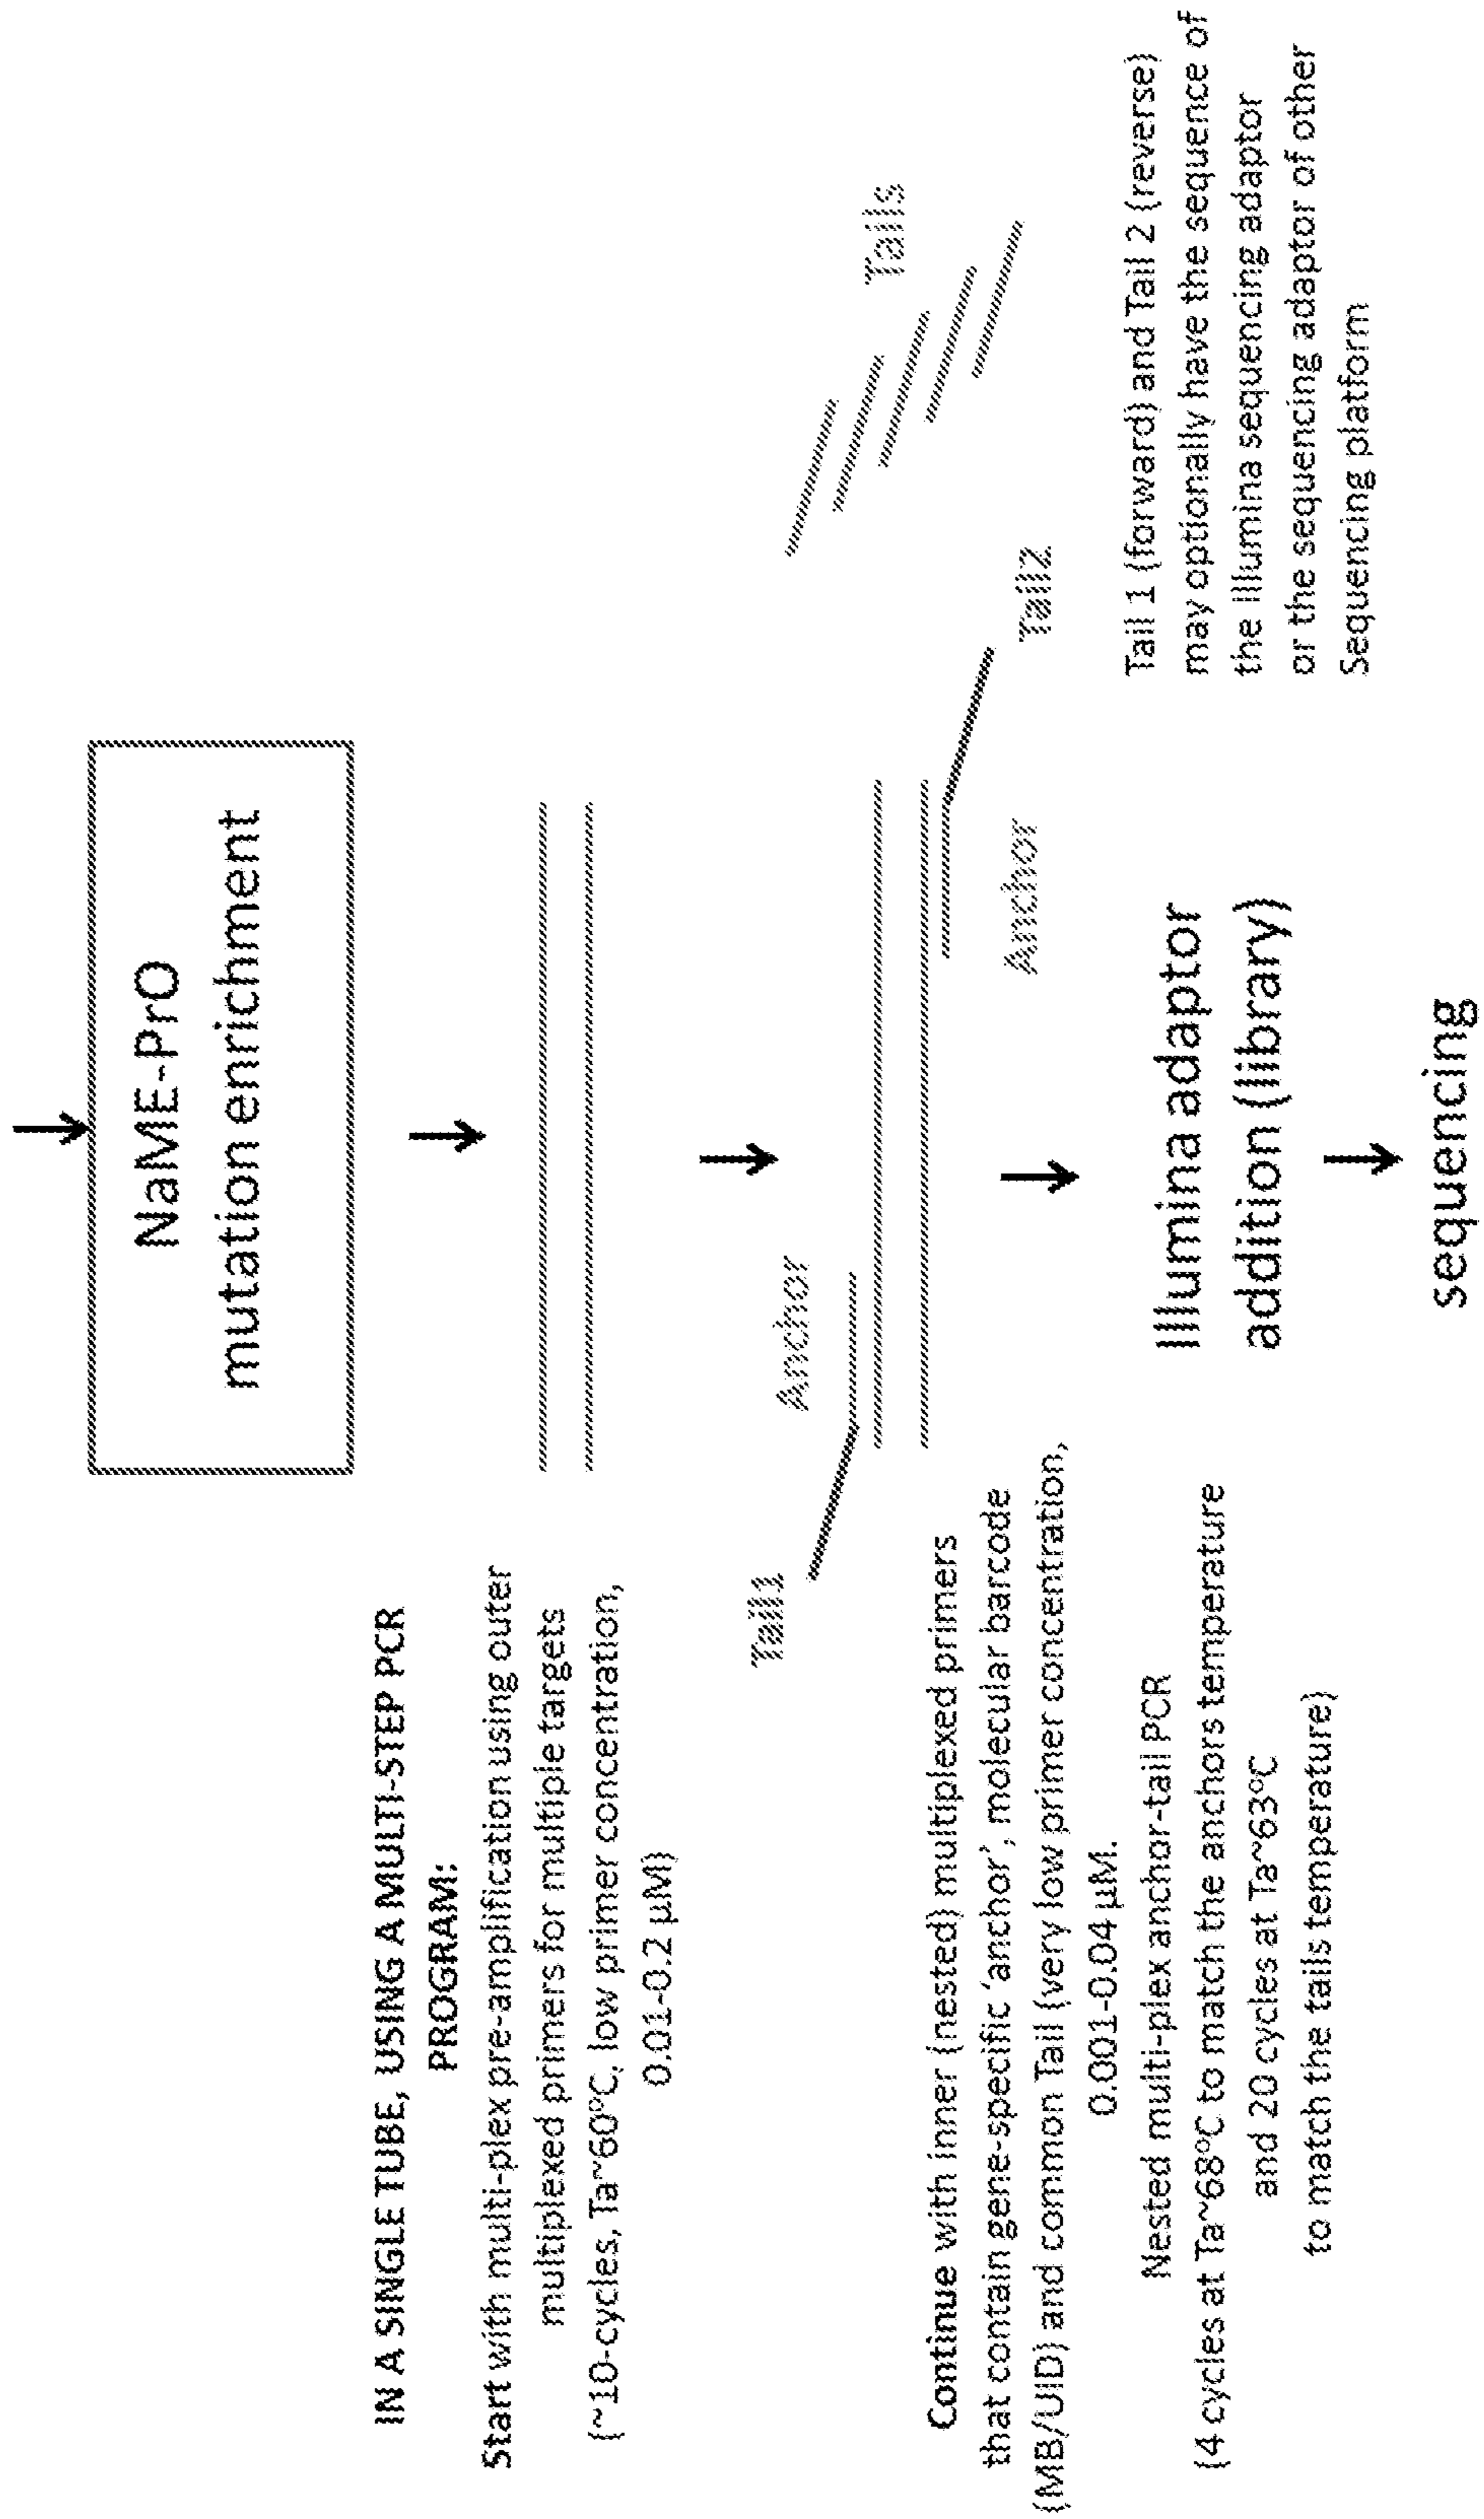 NaME-PrO
mutation enrichment
IN A SINGLE TUBE, USING A MULTI-STEP PCR
PROGRAM:
Start with multi-plex pre-amplification using outer
multiplexed primers for multiple targets
(~10-cycles, Ta~60ºC, low primer concentration,
0.01-0.2 µM)
Tail1
Anchor
Tails
Continue with inner (nested) multiplexed primers
that contain gene-specific 'anchor', molecular barcode
(MB/UID) and common Tail (very low primer concentration,
0.001-0.04 µM.
Nested multi-plex anchor-tail PCR
(4 cycles at Ta~68ºC to match the anchors temperature
and 20 cycles at Ta~63ºC
to match the tails temperature)
Anchor
Tail2
Illumina adaptor
addition (library)
sequencing
Tail 1 (forward) and Tail 2 (reverse)
may optionally have the sequence of
the Illumina sequencing adaptor
or the sequencing adaptor of other
Sequencing platform